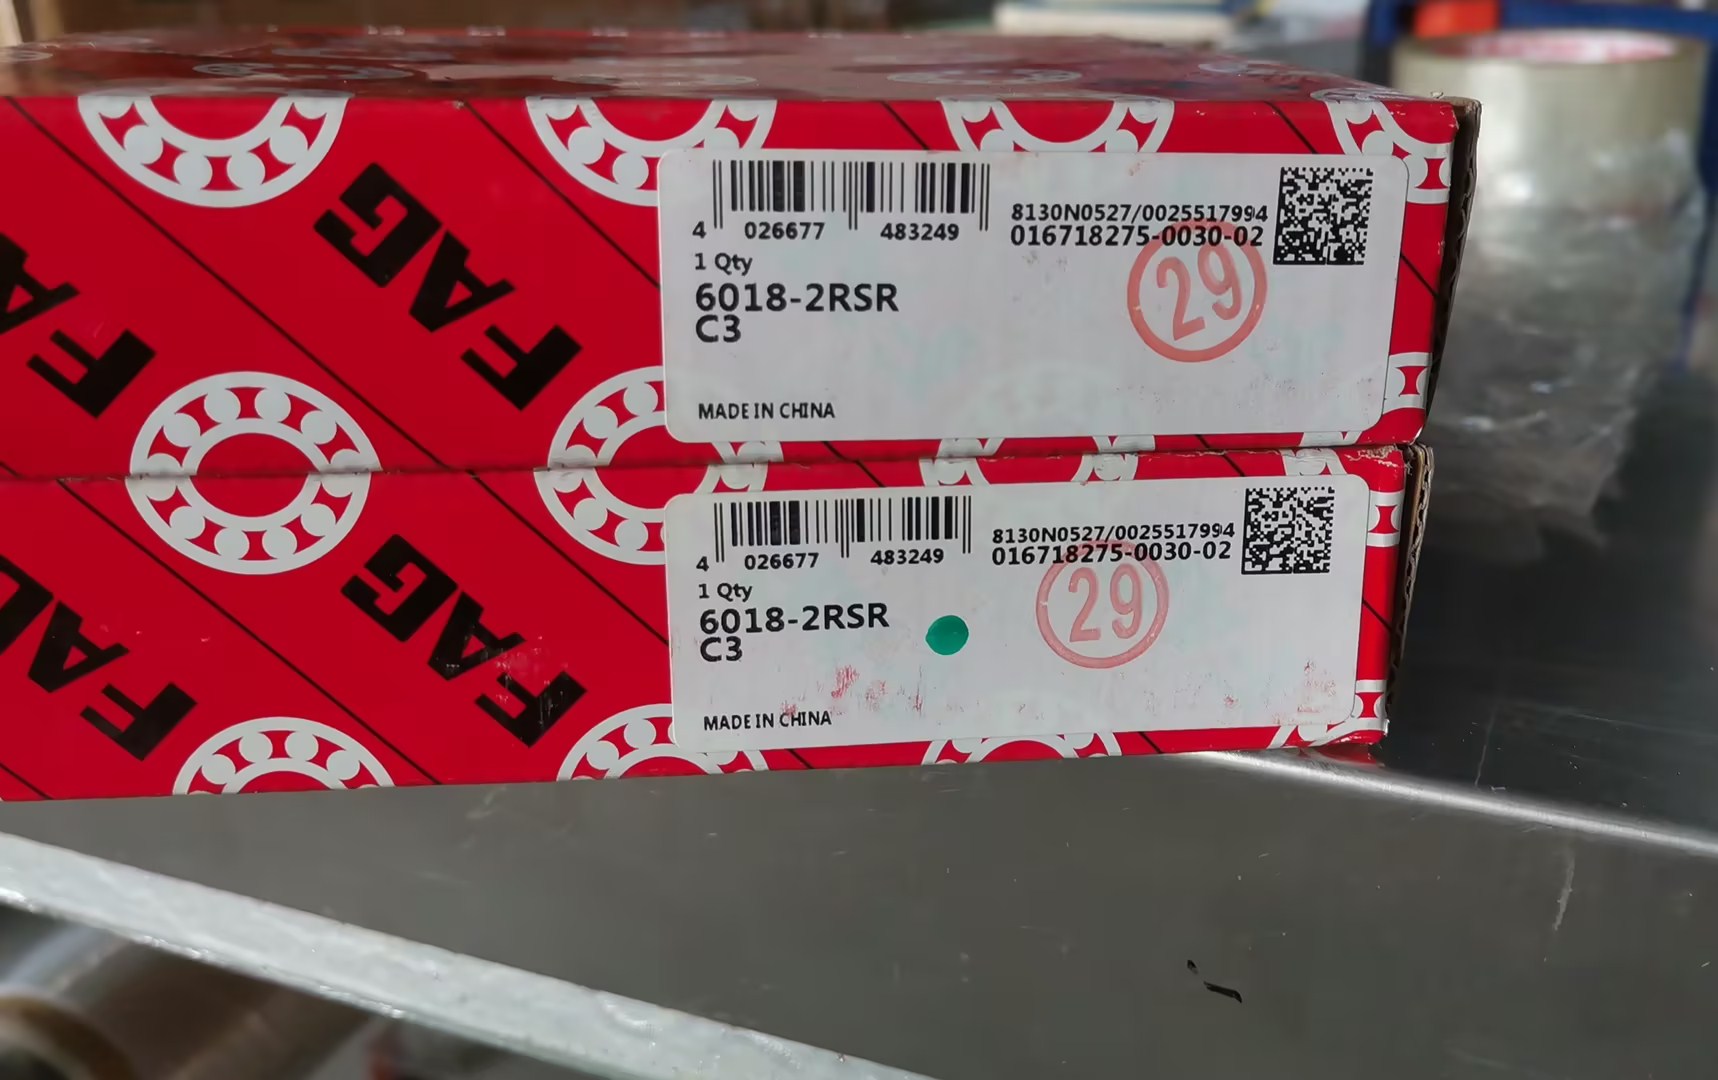 FAG
FAG
4 026677 483249
8130N0527/0025517994
016718275-0030-02
1 Qty
6018-2RSR
C3
29
MADE IN CHINA
FAG
FAG
4 026677 483249
8130N0527/0025517994
016718275-0030-02
1 Qty
6018-2RSR
C3
29
MADE IN CHINA